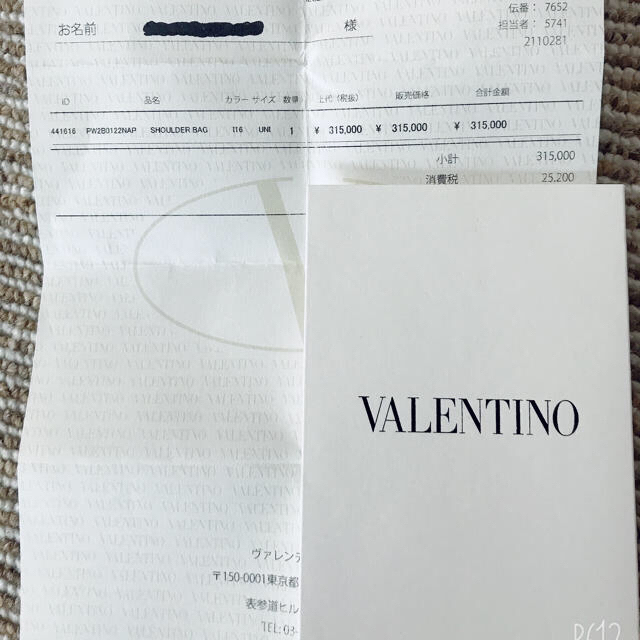 伝番： 7652
お名前 様 担当者： 5741
2110281
ID 品名 カラー サイズ 数量 上代（税抜） 販売価格 合計金額
441616 PW2B0122NAP SHOULDER BAG I16 UNI 1 ¥ 315,000 ¥ 315,000 ¥ 315,000
小計 315,000
消費税 25,200
VALENTINO
ヴァレンテ
〒150-0001東京都
表参道ヒル
TEL: 03-